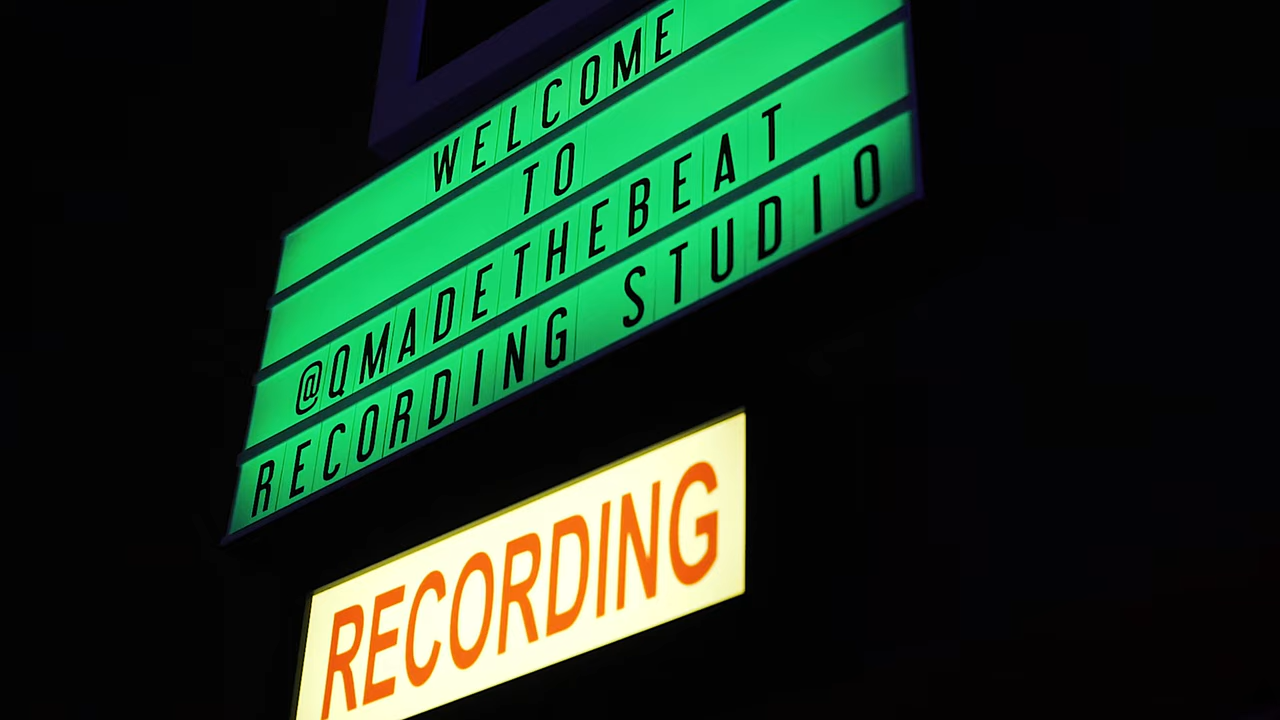 WELCOME
TO
@QMADETHEBEAT
RECORDING STUDIO
RECORDING